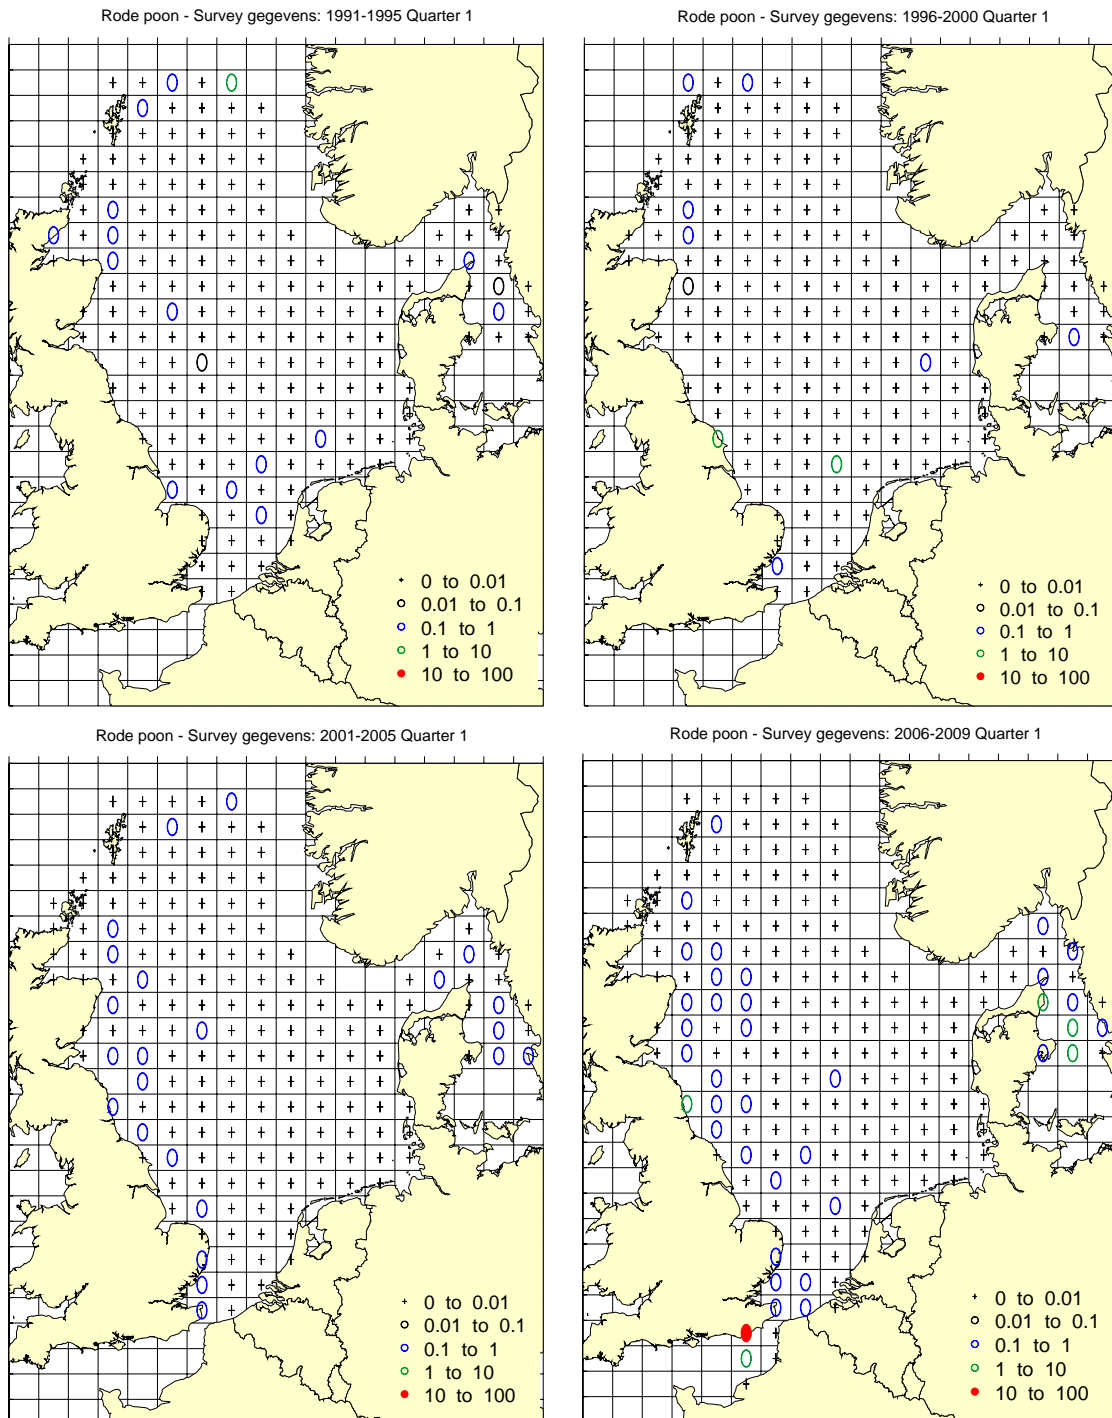 Rode poon - Survey gegevens: 1991-1995 Quarter 1
0 to 0.01
0.01 to 0.1
0.1 to 1
1 to 10
10 to 100
Rode poon - Survey gegevens: 1996-2000 Quarter 1
0 to 0.01
0.01 to 0.1
0.1 to 1
1 to 10
10 to 100
Rode poon - Survey gegevens: 2001-2005 Quarter 1
0 to 0.01
0.01 to 0.1
0.1 to 1
1 to 10
10 to 100
Rode poon - Survey gegevens: 2006-2009 Quarter 1
0 to 0.01
0.01 to 0.1
0.1 to 1
1 to 10
10 to 100